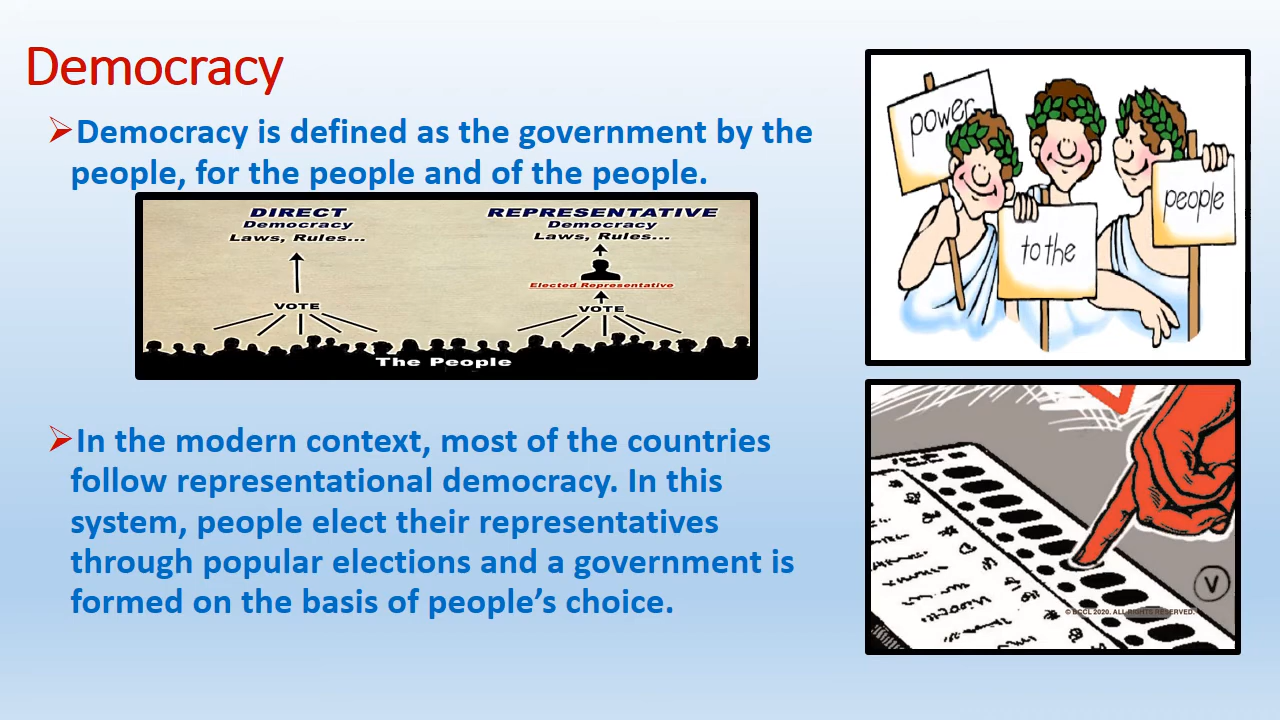 Democracy
➢Democracy is defined as the government by the
people, for the people and of the people.
DIRECT
Democracy
Laws, Rules...
VOTE
REPRESENTATIVE
Democracy
Laws, Rules...
Elected Representative
VOTE
The People
➢In the modern context, most of the countries
follow representational democracy. In this
system, people elect their representatives
through popular elections and a government is
formed on the basis of people’s choice.
power
to the
people
V
© BCCL 2020. ALL RIGHTS RESERVED.